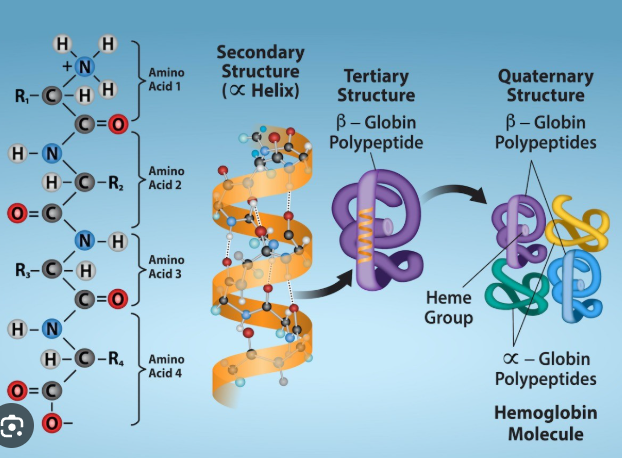 H H
+ N
R₁– C H H
C = O
Amino
Acid 1
H – N
H – C – R₂
O = C
Amino
Acid 2
N – H
R₃– C H
C = O
Amino
Acid 3
H – N
H – C – R₄
O = C
O –
Amino
Acid 4
Secondary
Structure
(∝ Helix)
Tertiary
Structure
β – Globin
Polypeptide
Quaternary
Structure
β – Globin
Polypeptides
Heme
Group
∝ – Globin
Polypeptides
Hemoglobin
Molecule